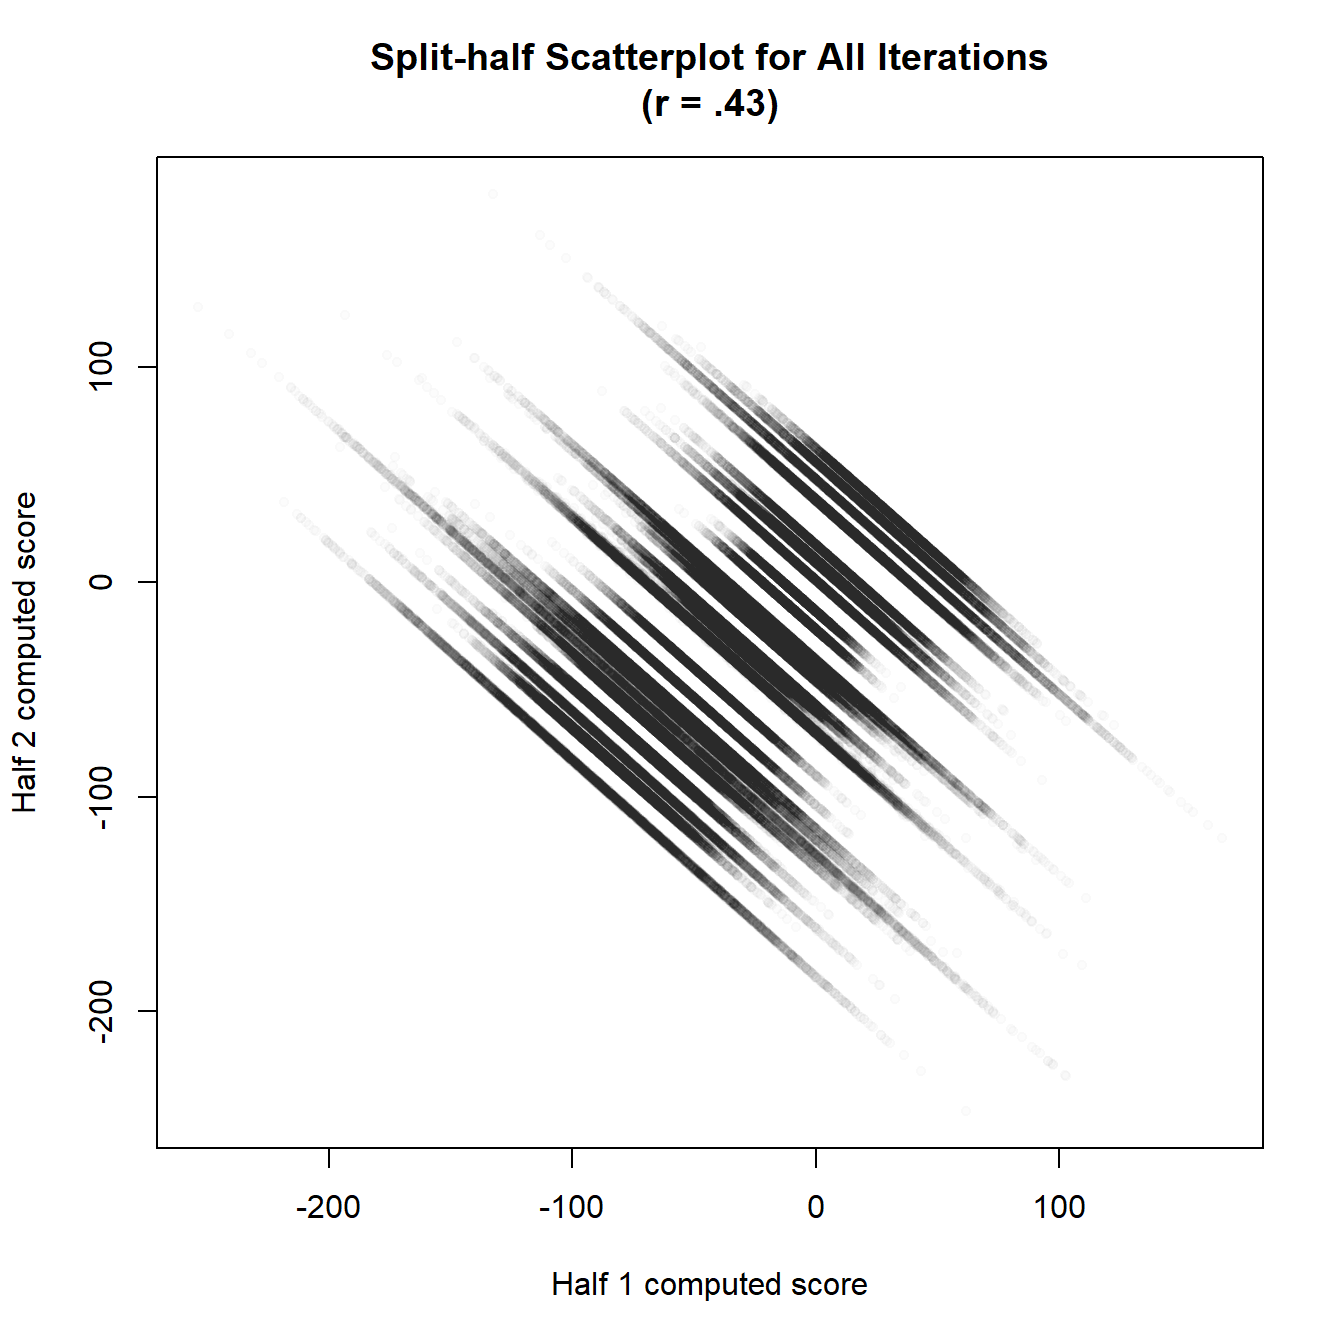 Split-half Scatterplot for All Iterations
(r = .43)
Half 2 computed score
100
0
-100
-200
-200
-100
0
100
Half 1 computed score